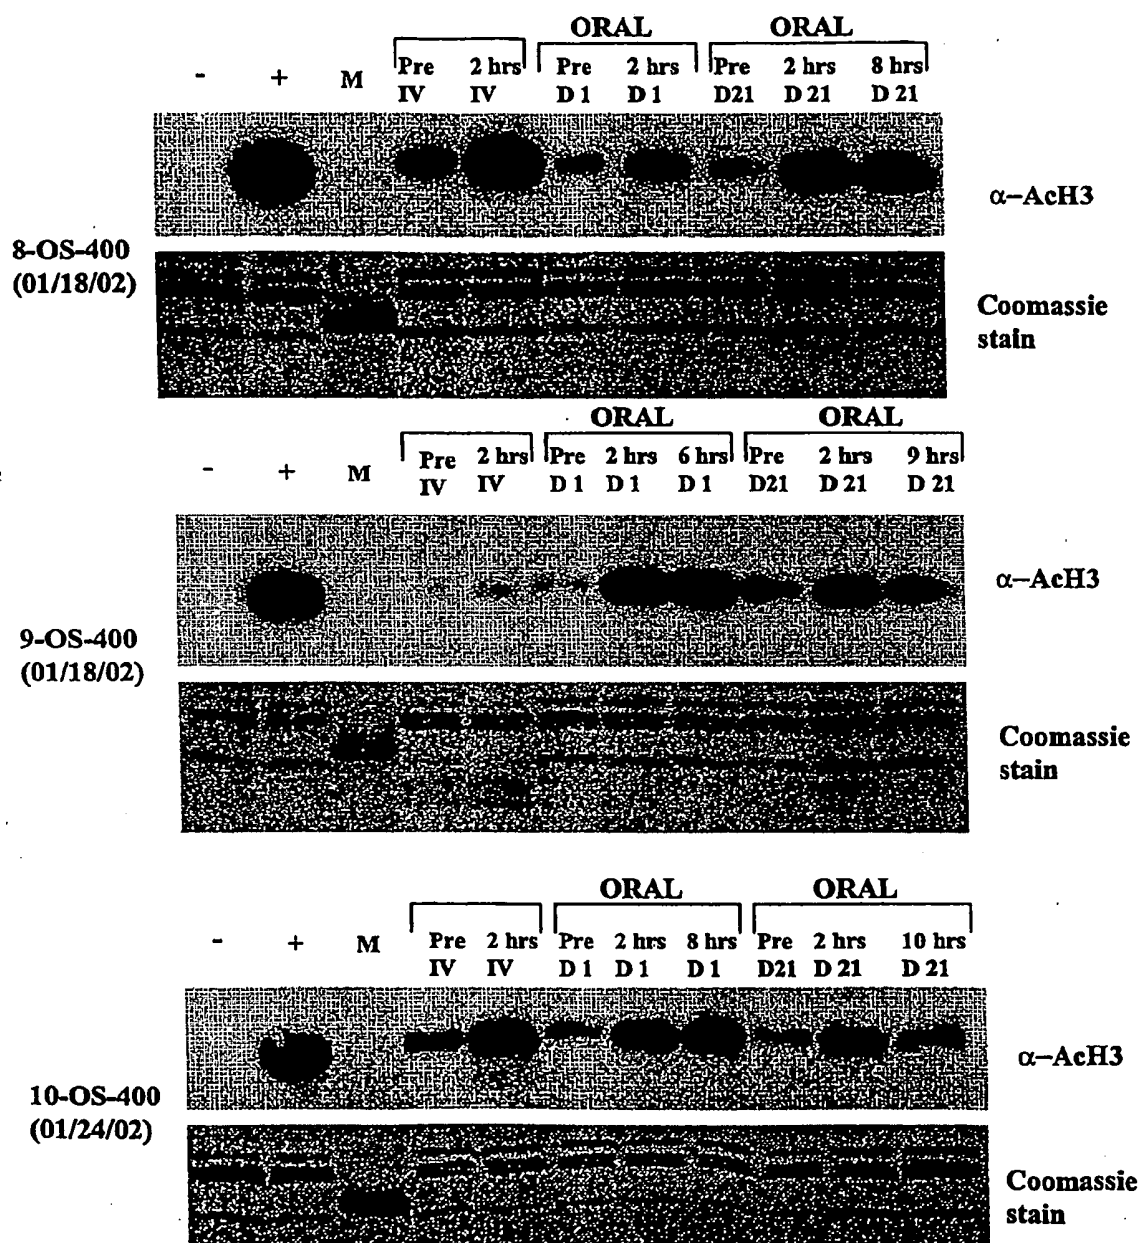 ORAL ORAL
- + M Pre 2 hrs Pre 2 hrs Pre 2 hrs 8 hrs
IV IV D 1 D 1 D21 D 21 D 21
α–AcH3
8-OS-400
(01/18/02)
Coomassie
stain
ORAL ORAL
- + M Pre 2 hrs Pre 2 hrs 6 hrs Pre 2 hrs 9 hrs
IV IV D 1 D 1 D 1 D21 D 21 D 21
α–AcH3
9-OS-400
(01/18/02)
Coomassie
stain
ORAL ORAL
- + M Pre 2 hrs Pre 2 hrs 8 hrs Pre 2 hrs 10 hrs
IV IV D 1 D 1 D 1 D21 D 21 D 21
α–AcH3
10-OS-400
(01/24/02)
Coomassie
stain